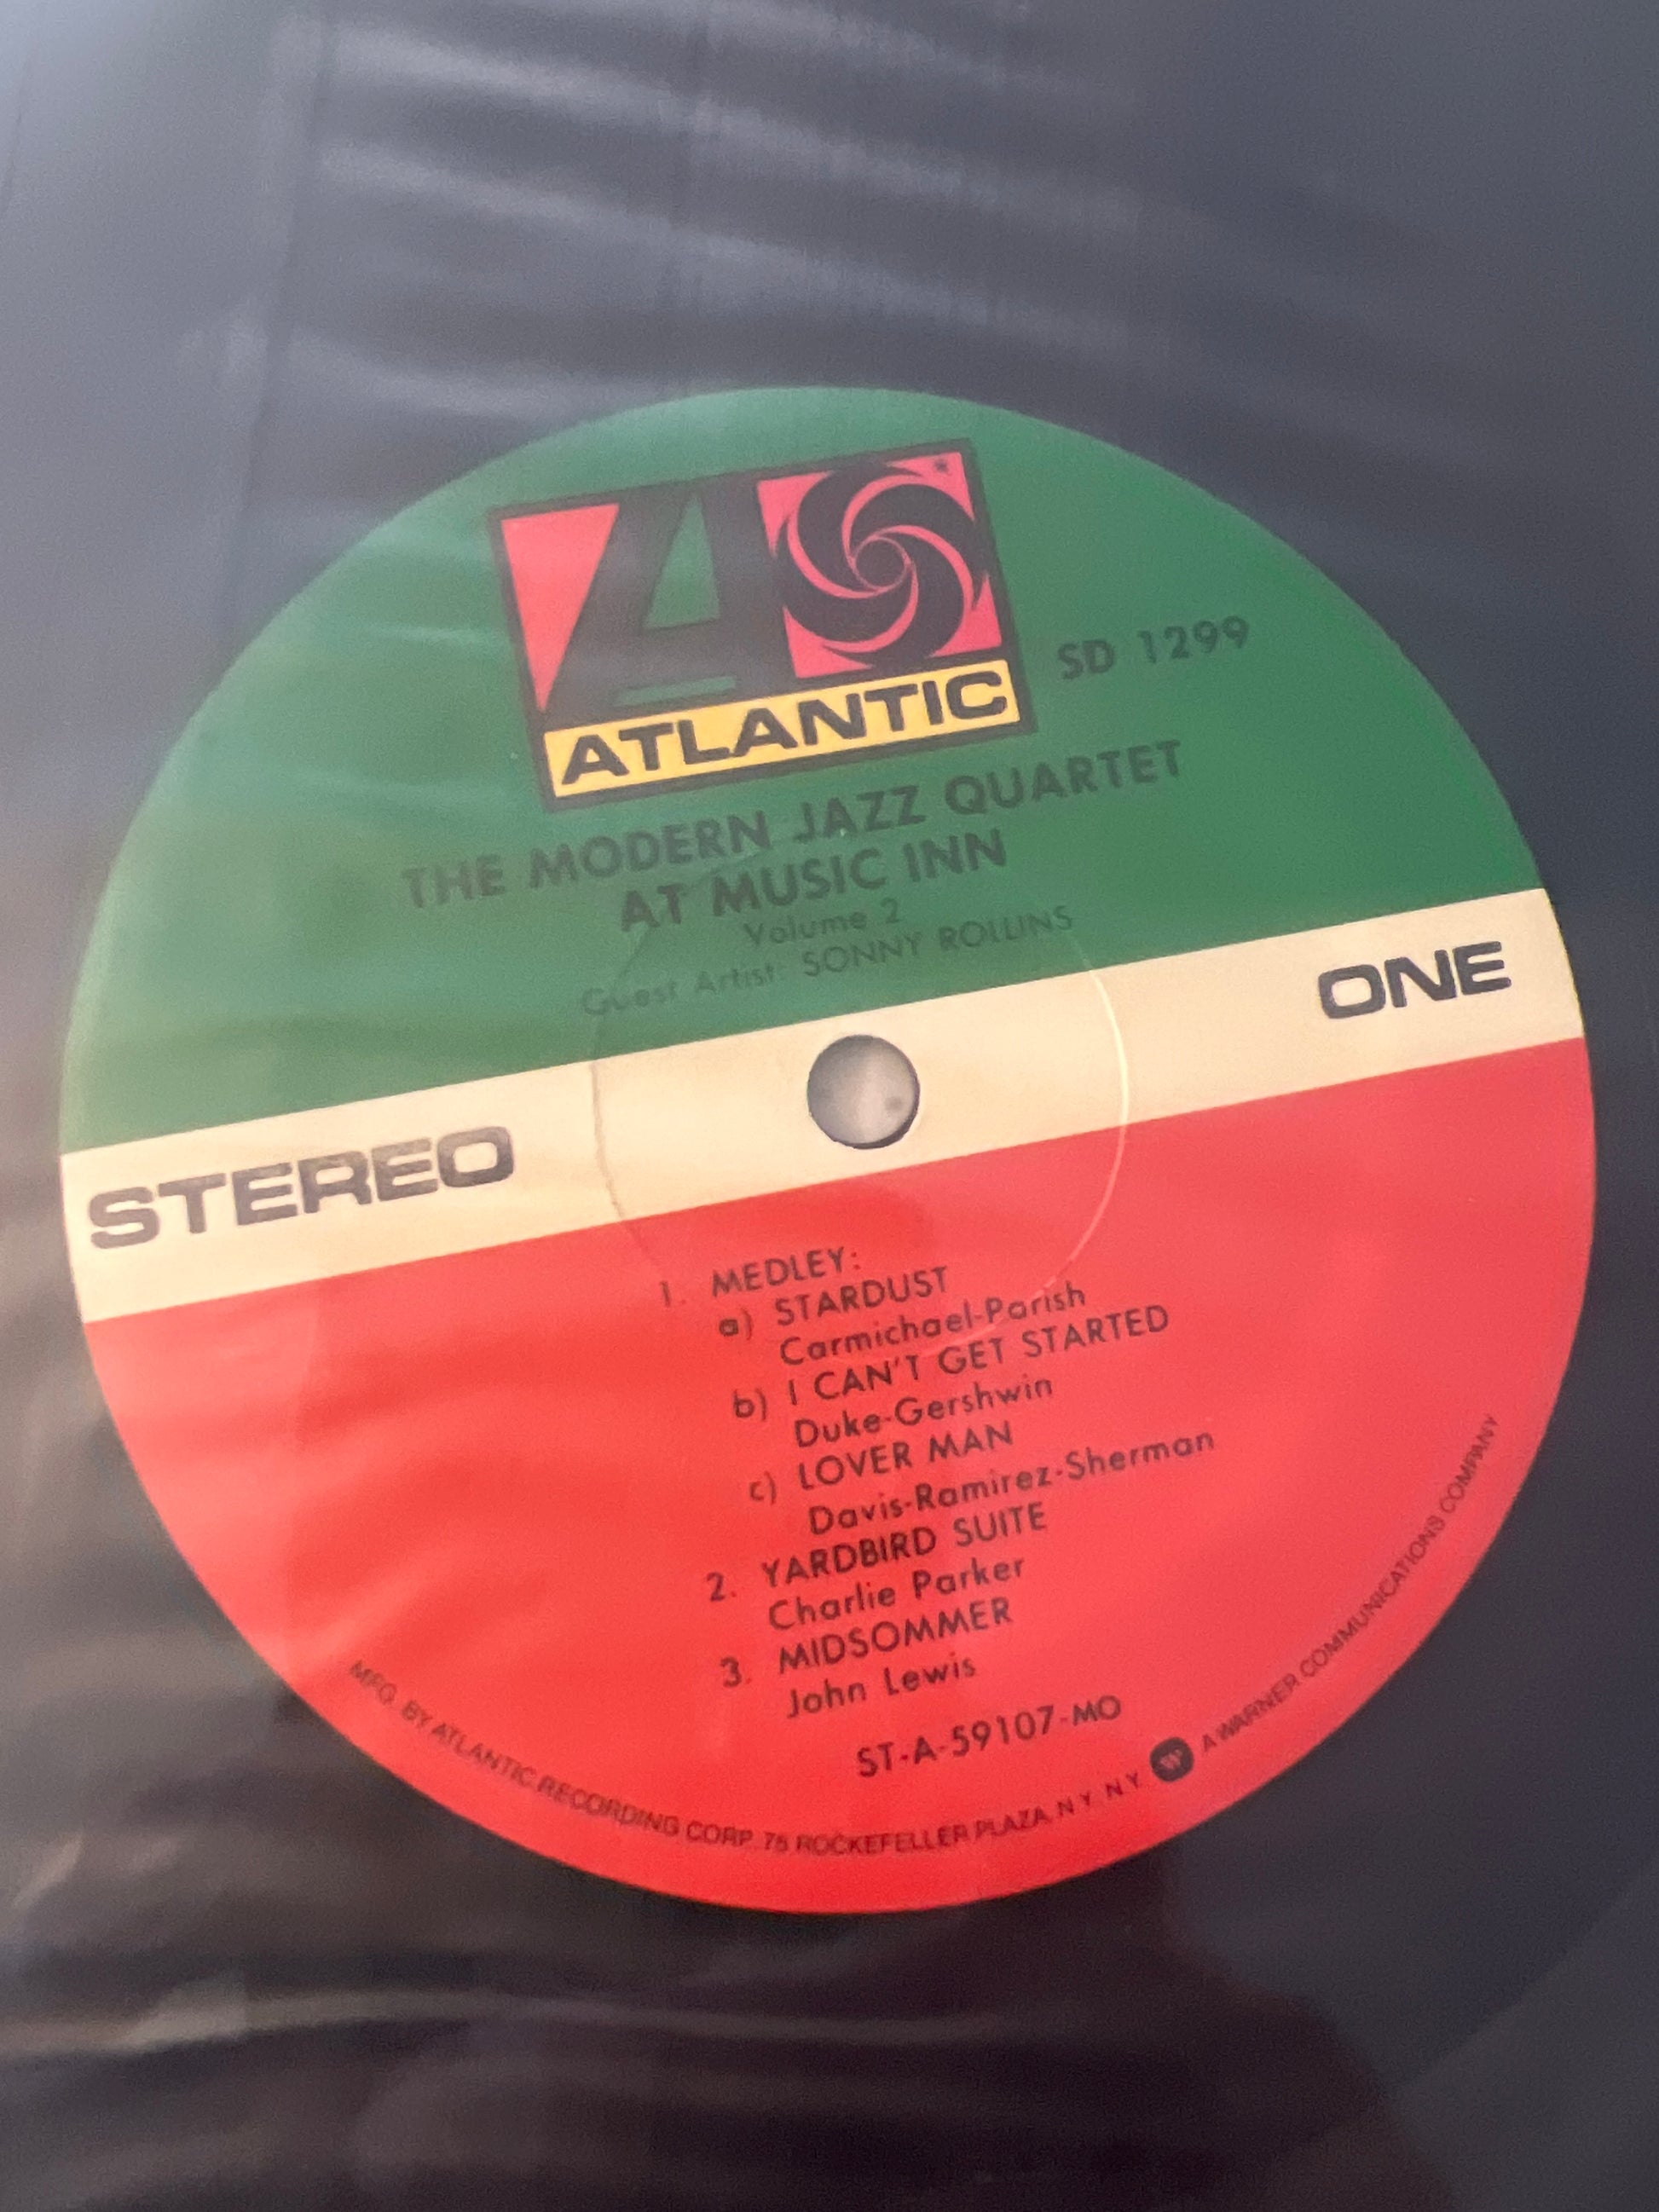 ATLANTIC
SD 1299
THE MODERN JAZZ QUARTET
AT MUSIC INN
Volume 2
Guest Artist: SONNY ROLLINS
STEREO
ONE
1. MEDLEY:
a) STARDUST
Carmichael-Parish
b) I CAN'T GET STARTED
Duke-Gershwin
c) LOVER MAN
Davis-Ramirez-Sherman
2. YARDBIRD SUITE
Charlie Parker
3. MIDSOMMER
John Lewis
ST-A-59107-MO
MFG. BY ATLANTIC RECORDING CORP. 75 ROCKEFELLER PLAZA, N Y N Y A WARNER COMMUNICATIONS COMPANY